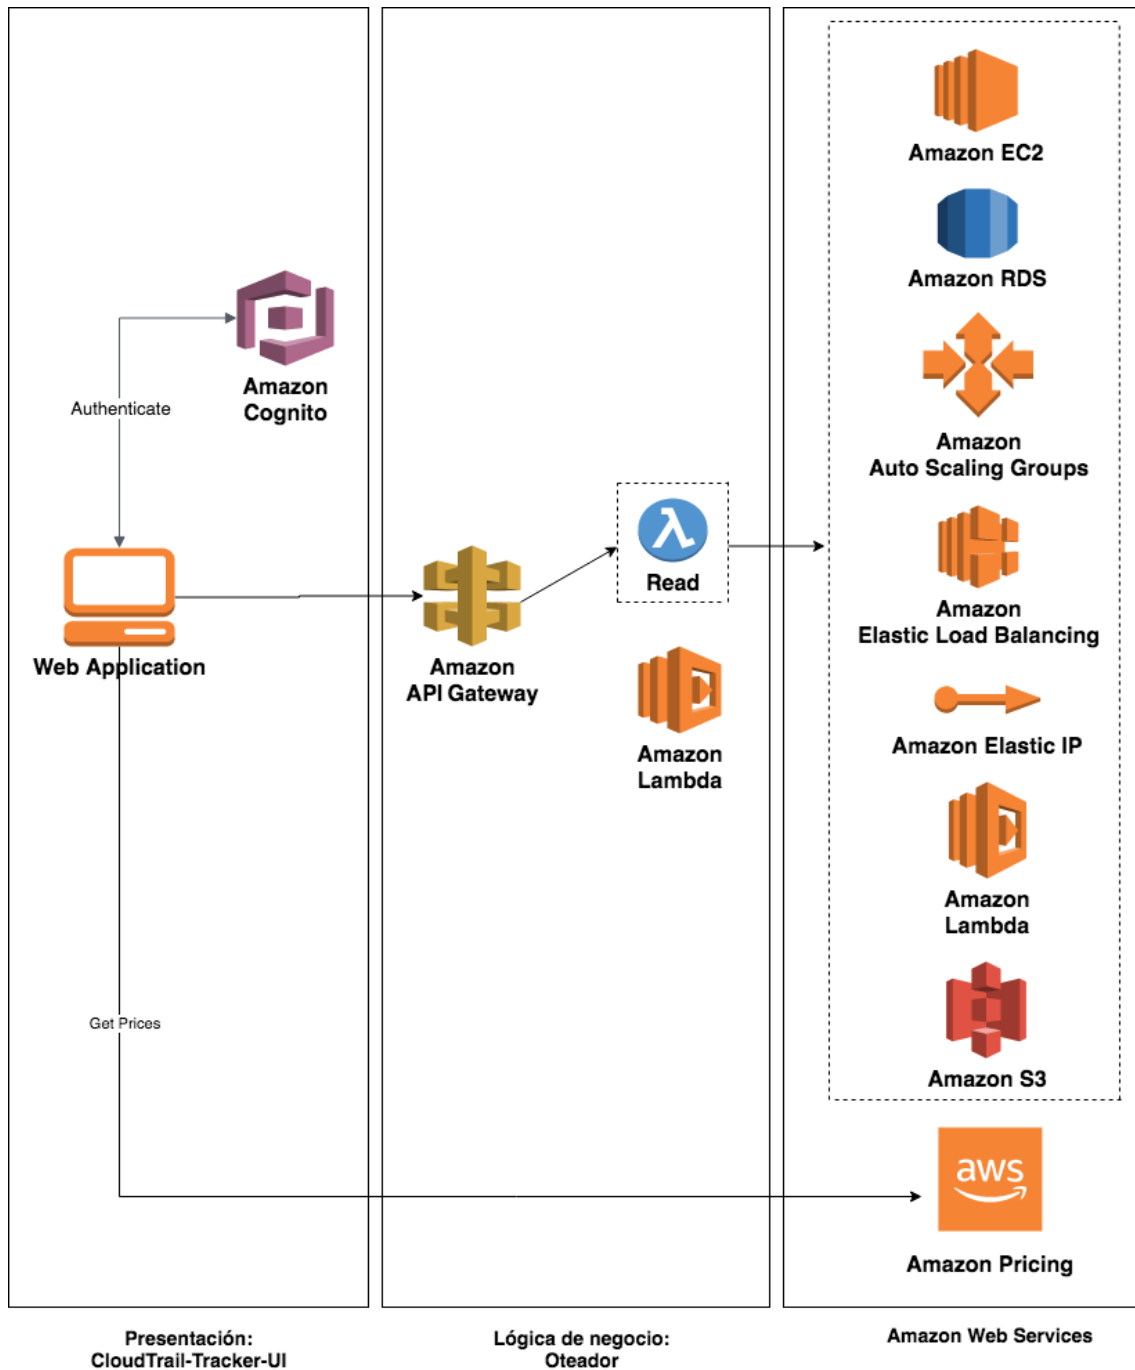 Amazon
Cognito
Authenticate
Web Application
Get Prices
Presentación:
CloudTrail-Tracker-UI
Amazon
API Gateway
λ
Read
Amazon
Lambda
Lógica de negocio:
Oteador
Amazon EC2
Amazon RDS
Amazon
Auto Scaling Groups
Amazon
Elastic Load Balancing
Amazon Elastic IP
Amazon
Lambda
Amazon S3
aws
Amazon Pricing
Amazon Web Services